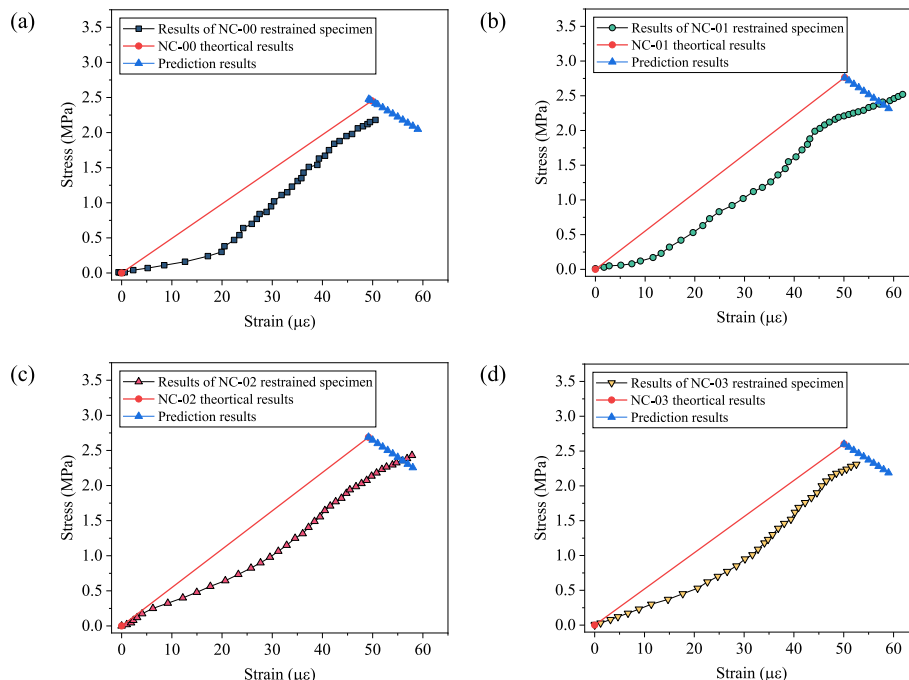 (a)
Results of NC-00 restrained specimen
NC-00 theortical results
Prediction results
3.5
3.0
2.5
2.0
1.5
1.0
0.5
0.0
Stress (MPa)
0 10 20 30 40 50 60
Strain (με)
(b)
Results of NC-01 restrained specimen
NC-01 theortical results
Prediction results
3.5
3.0
2.5
2.0
1.5
1.0
0.5
0.0
Stress (MPa)
0 10 20 30 40 50 60
Strain (με)
(c)
Results of NC-02 restrained specimen
NC-02 theortical results
Prediction results
3.5
3.0
2.5
2.0
1.5
1.0
0.5
0.0
Stress (MPa)
0 10 20 30 40 50 60
Strain (με)
(d)
Results of NC-03 restrained specimen
NC-03 theortical results
Prediction results
3.5
3.0
2.5
2.0
1.5
1.0
0.5
0.0
Stress (MPa)
0 10 20 30 40 50 60
Strain (με)